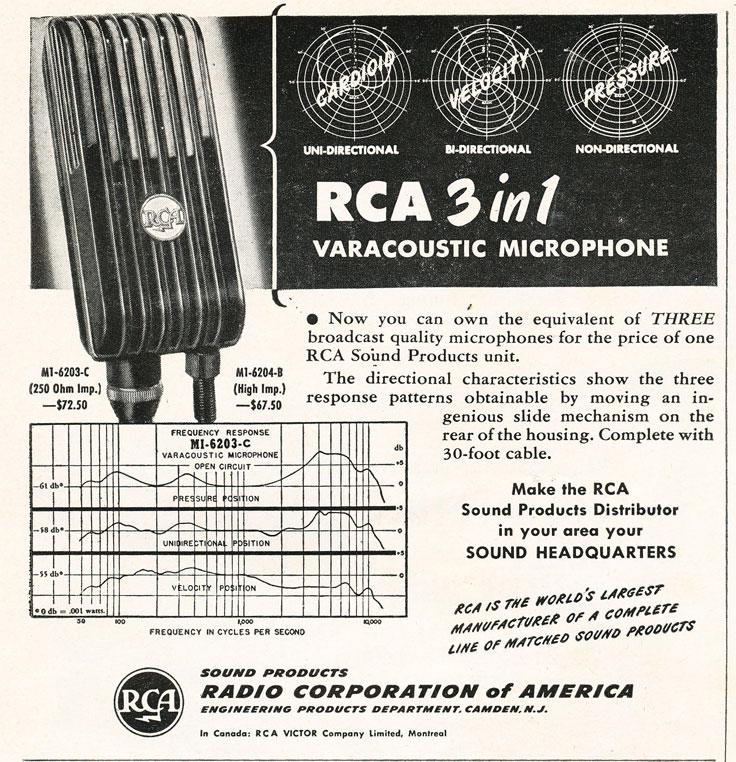 CARDIOID
VELOCITY
PRESSURE
UNI-DIRECTIONAL
BI-DIRECTIONAL
NON-DIRECTIONAL
RCA 3 in 1
VARACOUSTIC MICROPHONE
RCA
● Now you can own the equivalent of THREE
broadcast quality microphones for the price of one
RCA Sound Products unit.
The directional characteristics show the three
response patterns obtainable by moving an in-
genious slide mechanism on the
rear of the housing. Complete with
30-foot cable.
MI-6203-C
(250 Ohm Imp.)
—$72.50
MI-6204-B
(High Imp.)
—$67.50
FREQUENCY RESPONSE
MI-6203-C
VARACOUSTIC MICROPHONE
OPEN CIRCUIT
db
+5
-61 db*
0
PRESSURE POSITION
-5
-58 db*
0
UNIDIRECTIONAL POSITION
-5
-55 db*
0
VELOCITY POSITION
*0 db = .001 watts.
50 100 1,000 10,000
FREQUENCY IN CYCLES PER SECOND
Make the RCA
Sound Products Distributor
in your area your
SOUND HEADQUARTERS
RCA IS THE WORLD'S LARGEST
MANUFACTURER OF A COMPLETE
LINE OF MATCHED SOUND PRODUCTS
RCA
SOUND PRODUCTS
RADIO CORPORATION of AMERICA
ENGINEERING PRODUCTS DEPARTMENT, CAMDEN, N.J.
In Canada: RCA VICTOR Company Limited, Montreal